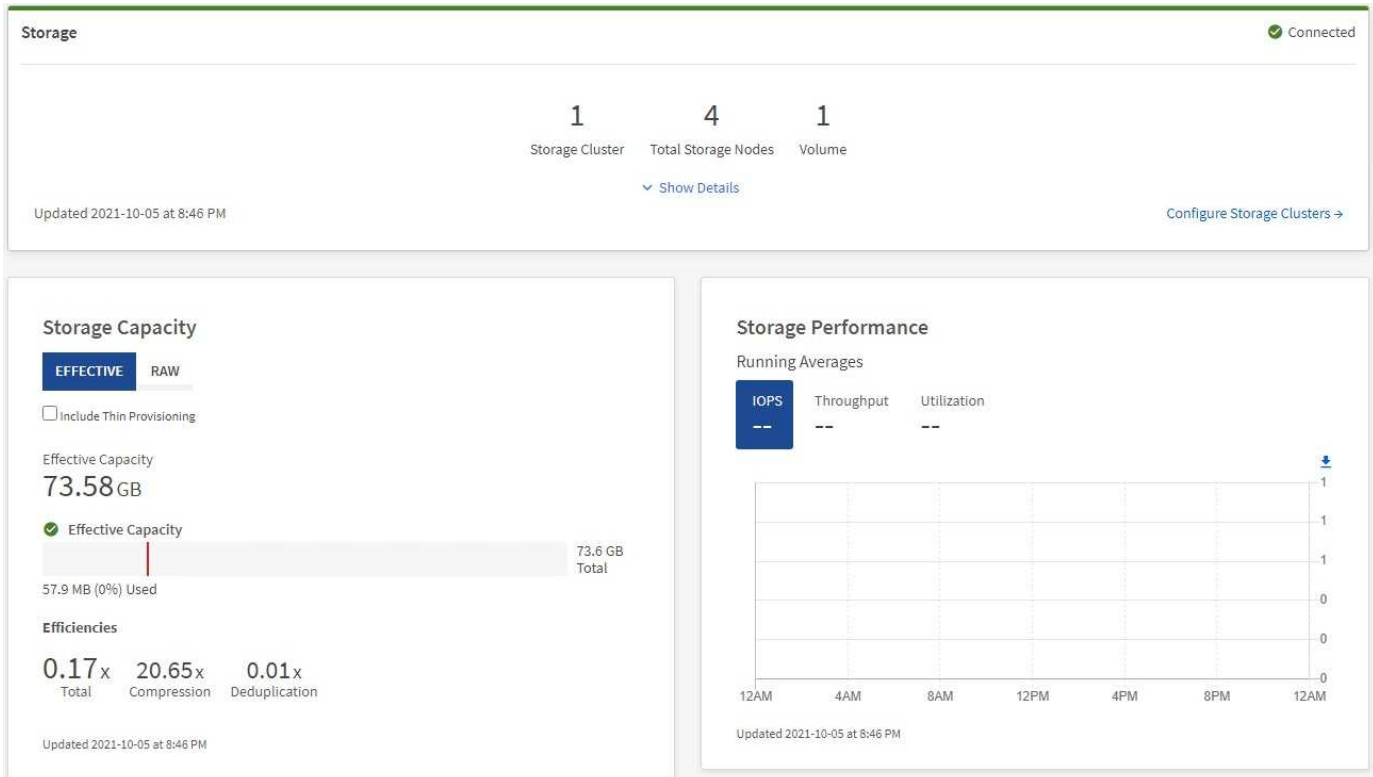 Storage
Connected
1 4 1
Storage Cluster Total Storage Nodes Volume
Show Details
Updated 2021-10-05 at 8:46 PM
Configure Storage Clusters →
Storage Capacity
EFFECTIVE RAW
Include Thin Provisioning
Effective Capacity
73.58 GB
Effective Capacity
73.6 GB
Total
57.9 MB (0%) Used
Efficiencies
0.17x 20.65x 0.01x
Total Compression Deduplication
Updated 2021-10-05 at 8:46 PM
Storage Performance
Running Averages
IOPS Throughput Utilization
-- -- --
1
1
1
0
0
0
12AM 4AM 8AM 12PM 4PM 8PM 12AM
Updated 2021-10-05 at 8:46 PM